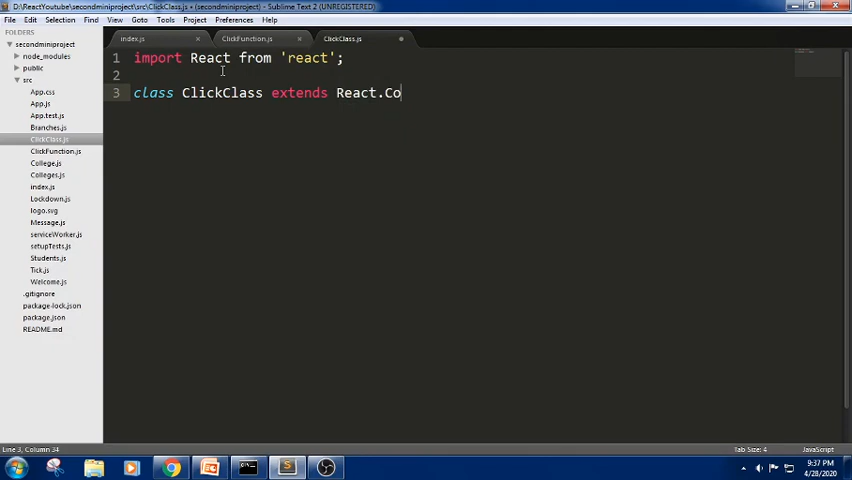 D:\ReactYoutube\secondminiproject\src\ClickClass.js • (secondminiproject) - Sublime Text 2 (UNREGISTERED)
File Edit Selection Find View Goto Tools Project Preferences Help
FOLDERS
secondminiproject
node_modules
public
src
App.css
App.js
App.test.js
Branches.js
ClickClass.js
ClickFunction.js
College.js
Colleges.js
index.js
Lockdown.js
logo.svg
Message.js
serviceWorker.js
setupTests.js
Students.js
Tick.js
Welcome.js
.gitignore
package-lock.json
package.json
README.md
index.js ClickFunction.js ClickClass.js
1 import React from 'react';
2
3 class ClickClass extends React.Co
Line 3, Column 34 Tab Size: 4 JavaScript
9:37 PM
4/28/2020